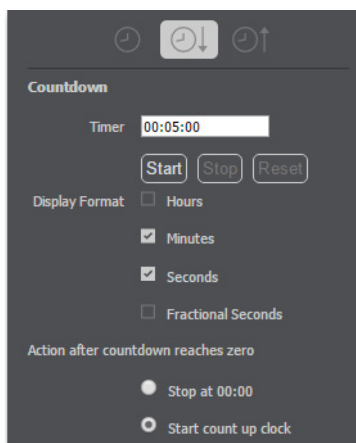 Countdown
Timer 00:05:00
Start Stop Reset
Display Format Hours
Minutes
Seconds
Fractional Seconds
Action after countdown reaches zero
Stop at 00:00
Start count up clock